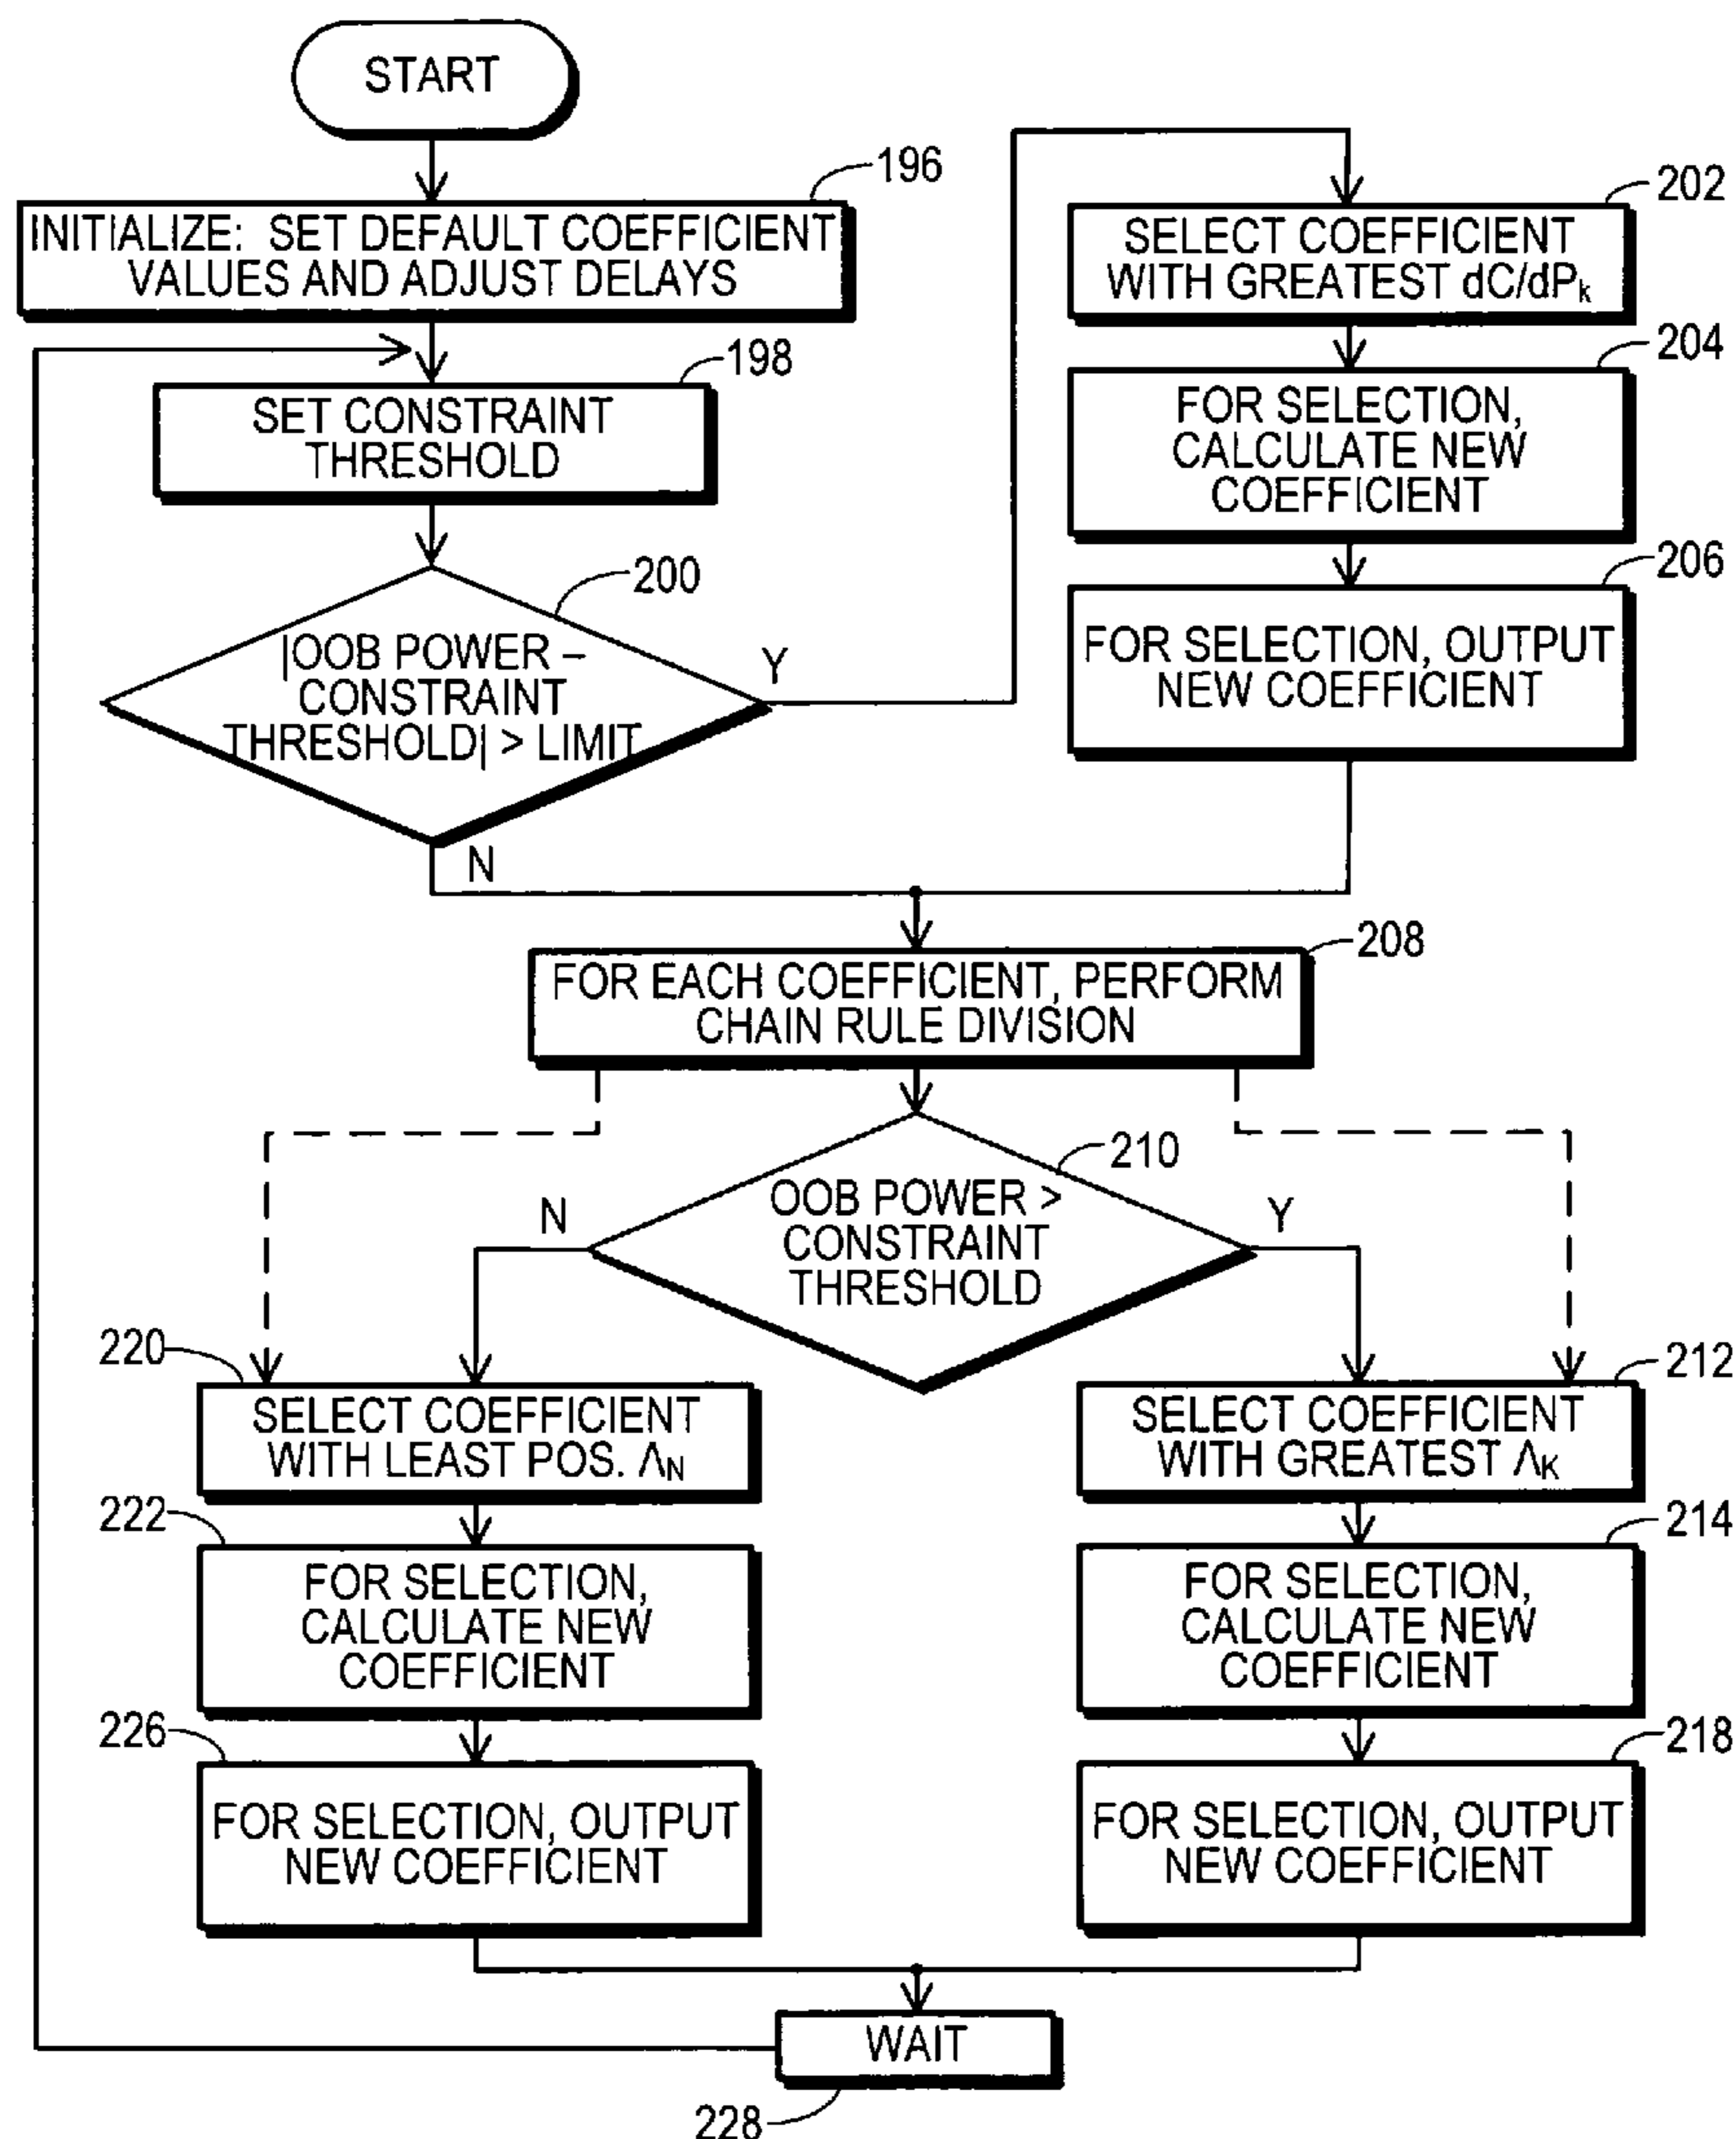 START
196
INITIALIZE: SET DEFAULT COEFFICIENT
VALUES AND ADJUST DELAYS
198
SET CONSTRAINT
THRESHOLD
200
|OOB POWER –
CONSTRAINT
THRESHOLD| > LIMIT
Y
N
202
SELECT COEFFICIENT
WITH GREATEST dC/dPk
204
FOR SELECTION,
CALCULATE NEW
COEFFICIENT
206
FOR SELECTION, OUTPUT
NEW COEFFICIENT
208
FOR EACH COEFFICIENT, PERFORM
CHAIN RULE DIVISION
210
OOB POWER >
CONSTRAINT
THRESHOLD
N
Y
220
SELECT COEFFICIENT
WITH LEAST POS. ΛN
222
FOR SELECTION,
CALCULATE NEW
COEFFICIENT
226
FOR SELECTION, OUTPUT
NEW COEFFICIENT
212
SELECT COEFFICIENT
WITH GREATEST ΛK
214
FOR SELECTION,
CALCULATE NEW
COEFFICIENT
218
FOR SELECTION, OUTPUT
NEW COEFFICIENT
WAIT
228